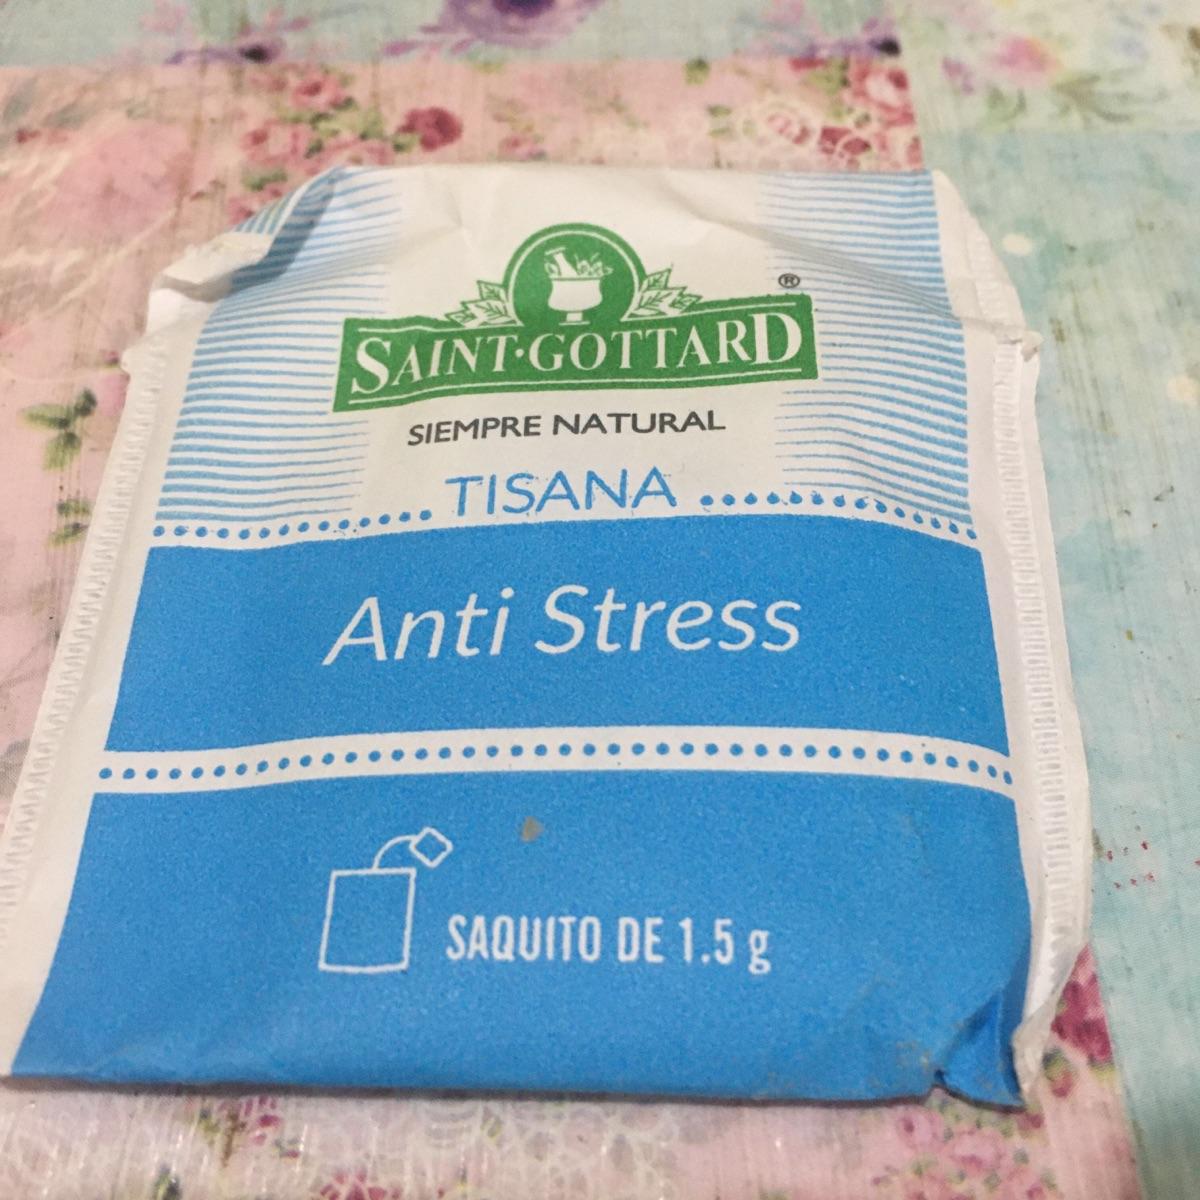 ®
SAINT·GOTTARD
SIEMPRE NATURAL
TISANA
Anti Stress
SAQUITO DE 1.5 g